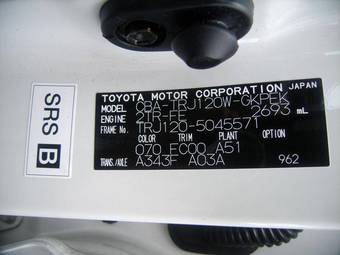 TOYOTA MOTOR CORPORATION JAPAN
MODEL CBA-TRJ120W-GKPEK
ENGINE 2TR-FE 2693 mL
FRAME No. TRJ120-5045571
COLOR TRIM PLANT OPTION
070 FC00 A51
TRANS./AXLE A343F A03A 962
SRS B